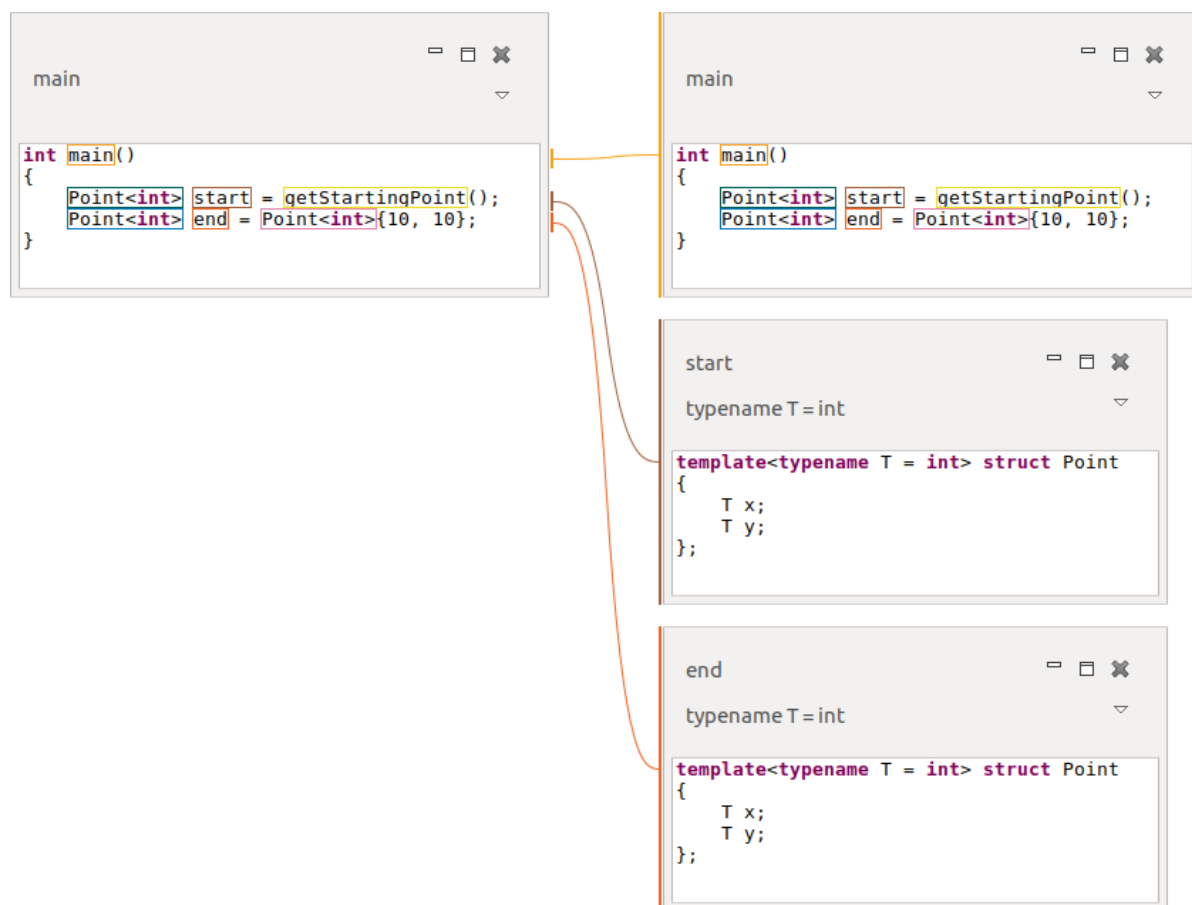 main
int main()
{
    Point<int> start = getStartingPoint();
    Point<int> end = Point<int>{10, 10};
}
main
int main()
{
    Point<int> start = getStartingPoint();
    Point<int> end = Point<int>{10, 10};
}
start
typename T = int
template<typename T = int> struct Point
{
    T x;
    T y;
};
end
typename T = int
template<typename T = int> struct Point
{
    T x;
    T y;
};